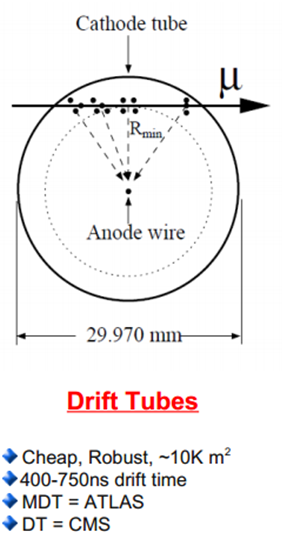 Cathode tube
μ
Rmin
Anode wire
29.970 mm
Drift Tubes
Cheap, Robust, ~10K m²
400-750ns drift time
MDT = ATLAS
DT = CMS